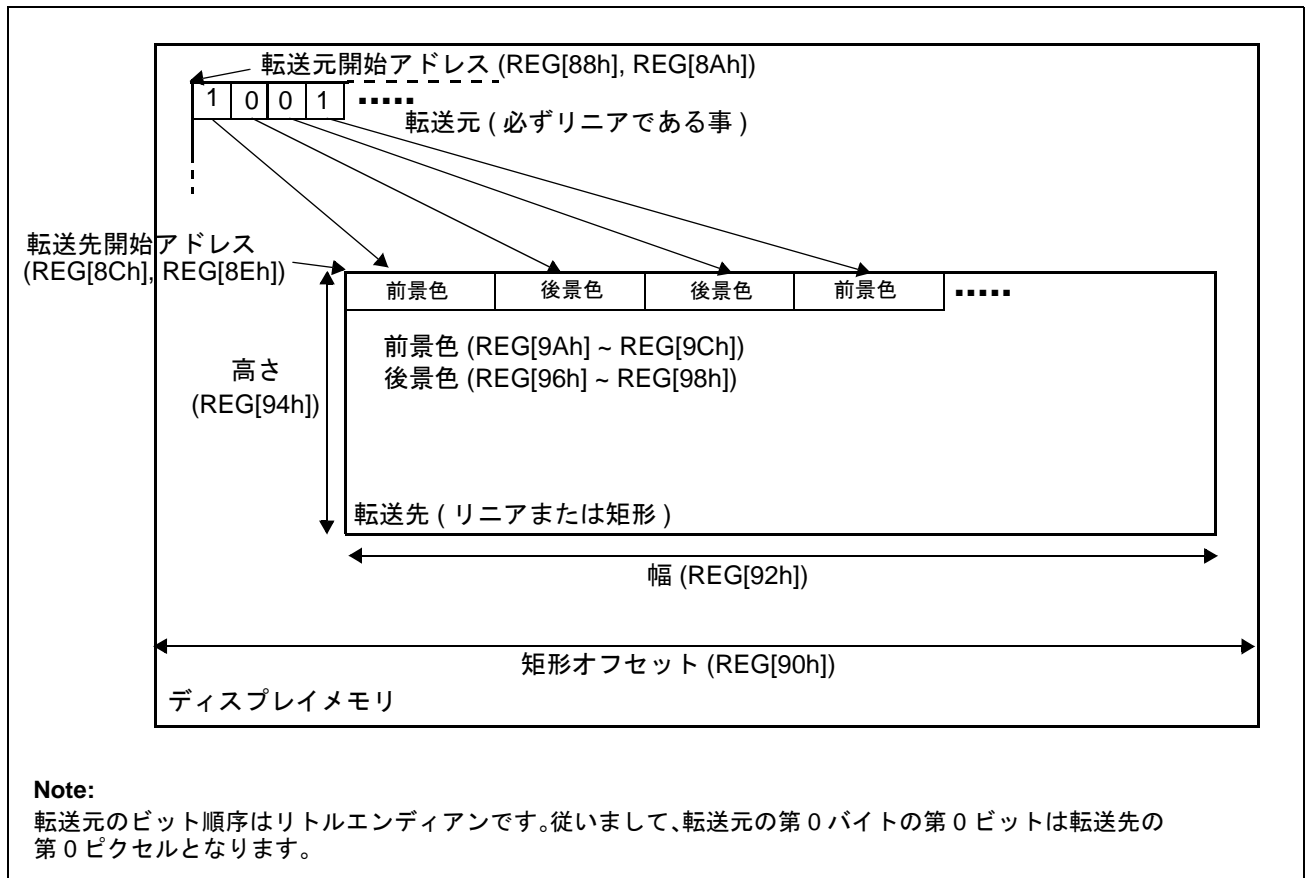 転送元開始アドレス (REG[88h], REG[8Ah])
1 0 0 1
転送元 ( 必ずリニアである事 )
転送先開始アドレス
(REG[8Ch], REG[8Eh])
前景色 後景色 後景色 前景色
前景色 (REG[9Ah] ~ REG[9Ch])
後景色 (REG[96h] ~ REG[98h])
高さ
(REG[94h])
転送先 ( リニアまたは矩形 )
幅 (REG[92h])
矩形オフセット (REG[90h])
ディスプレイメモリ
Note:
転送元のビット順序はリトルエンディアンです。従いまして、転送元の第 0 バイトの第 0 ビットは転送先の
第 0 ピクセルとなります。